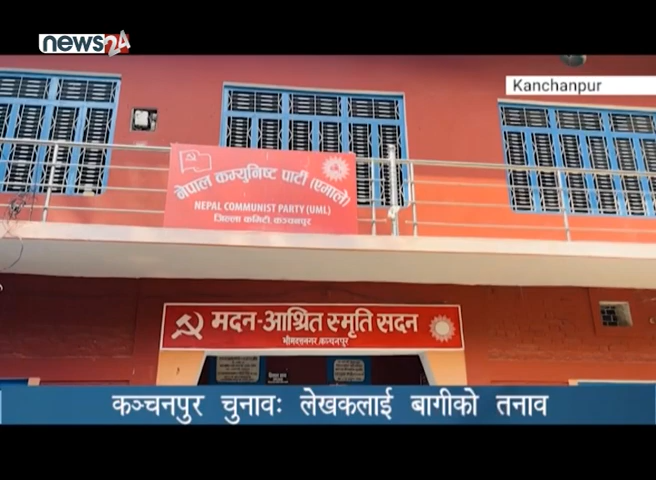 news24
Kanchanpur
नेपाल कम्युनिष्ट पार्टी (एमाले)
NEPAL COMMUNIST PARTY (UML)
जिल्ला कमिटी, कञ्चनपुर
मदन-आश्रित स्मृति सदन
भीमदत्तनगर, कञ्चनपुर
कञ्चनपुर चुनावः लेखकलाई बागीको तनाव